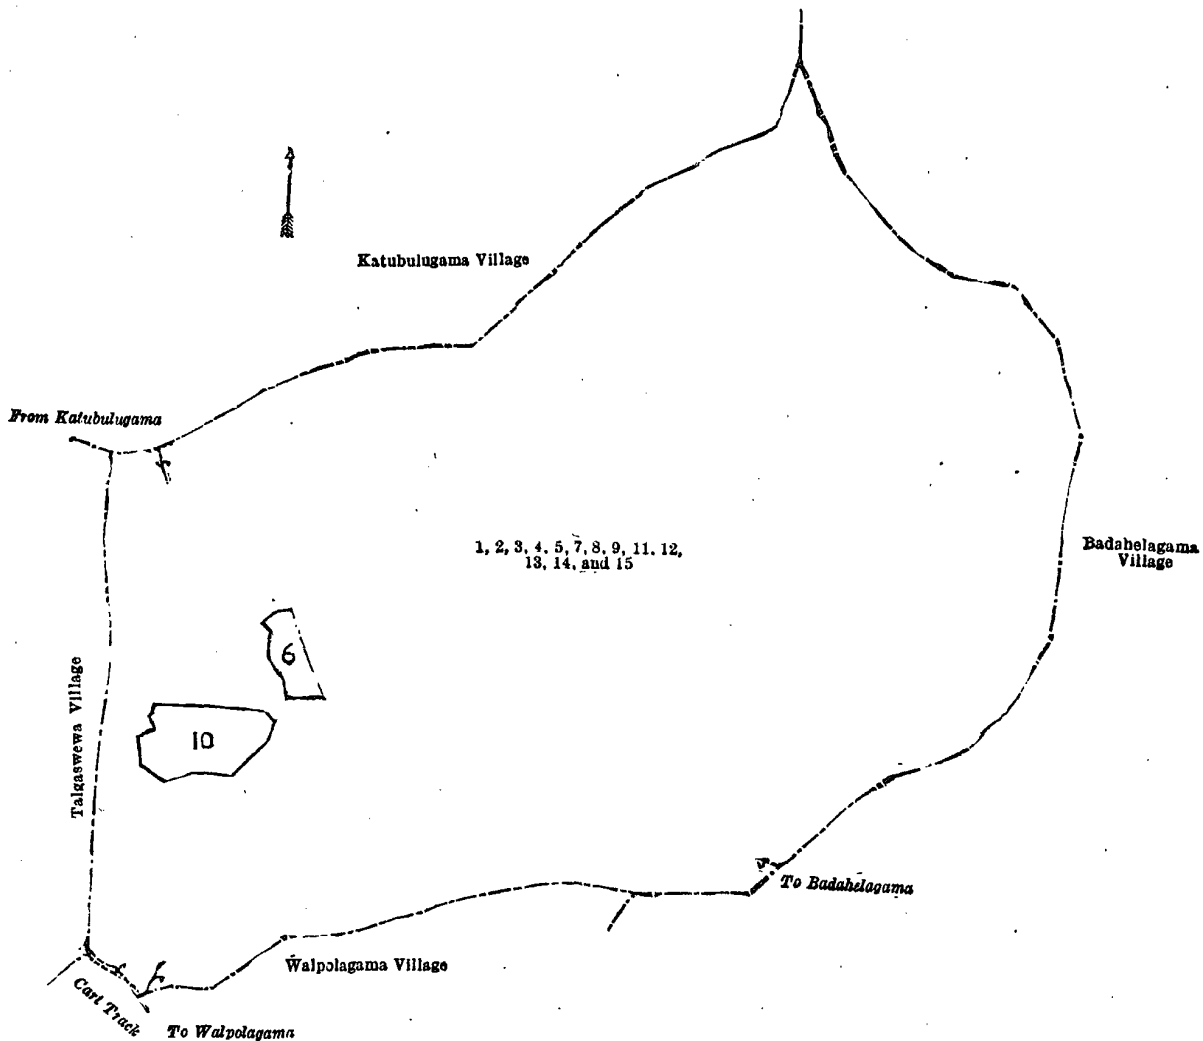 Katubulugama Village
From Katubulugama
1, 2, 3, 4, 5, 7, 8, 9, 11, 12,
13, 14, and 15
Badahelagama
Village
6
Talgaswewa Village
10
To Badahelagama
Walpolagama Village
Cart Track
To Walpolagama